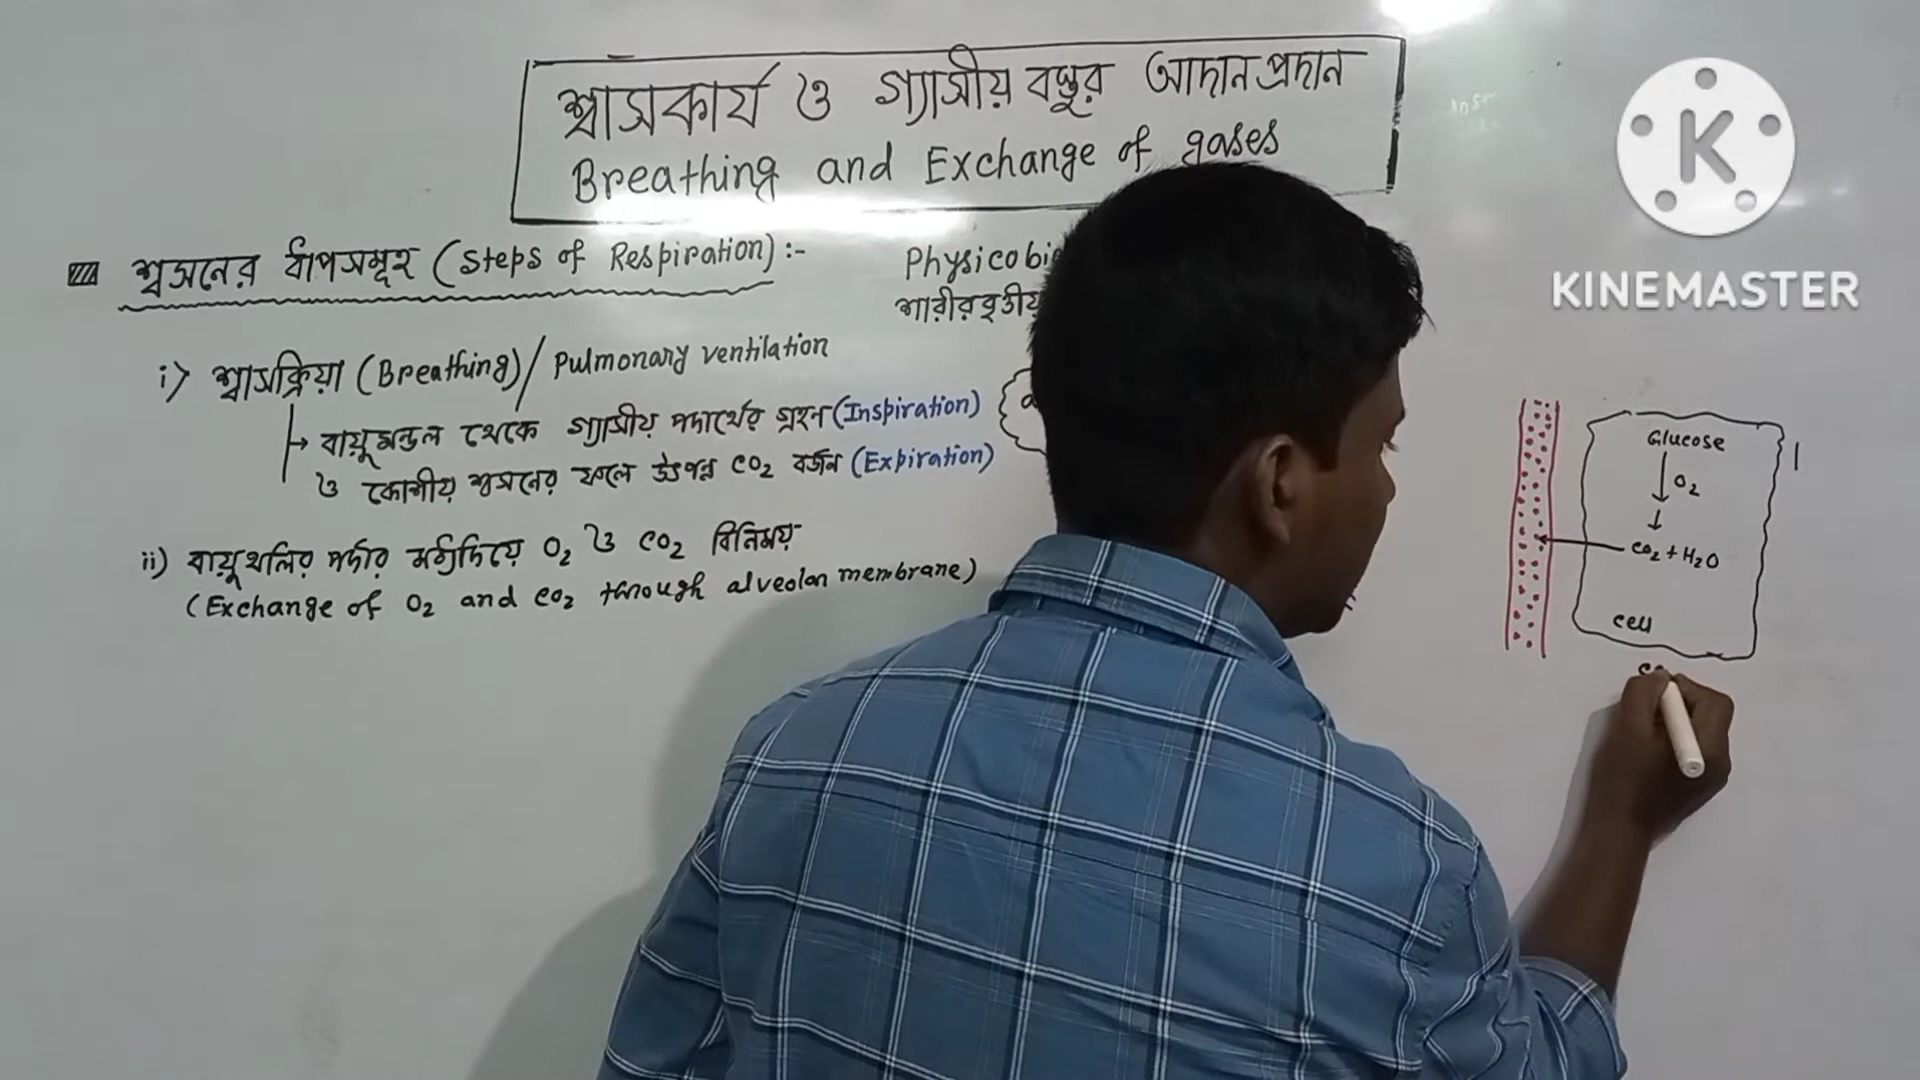 শ্বাসকার্য ও গ্যাসীয় বস্তুর আদানপ্রদান
Breathing and Exchange of gases
শ্বসনের ধাপসমূহ (Steps of Respiration):-
Physicobi
শারীরবৃত্তীয়
i) শ্বাসক্রিয়া (Breathing)/ Pulmonary ventilation
→ বায়ুমন্ডল থেকে গ্যাসীয় পদার্থের গ্রহন (Inspiration)
ও কোশীয় শ্বসনের ফলে উৎপন্ন CO₂ বর্জন (Expiration)
ii) বায়ুথলির পর্দার মধ্যদিয়ে O₂ ও CO₂ বিনিময়
(Exchange of O₂ and CO₂ through alveolar membrane)
Glucose
↓ O₂
↓
CO₂ + H₂O
cell
KINEMASTER